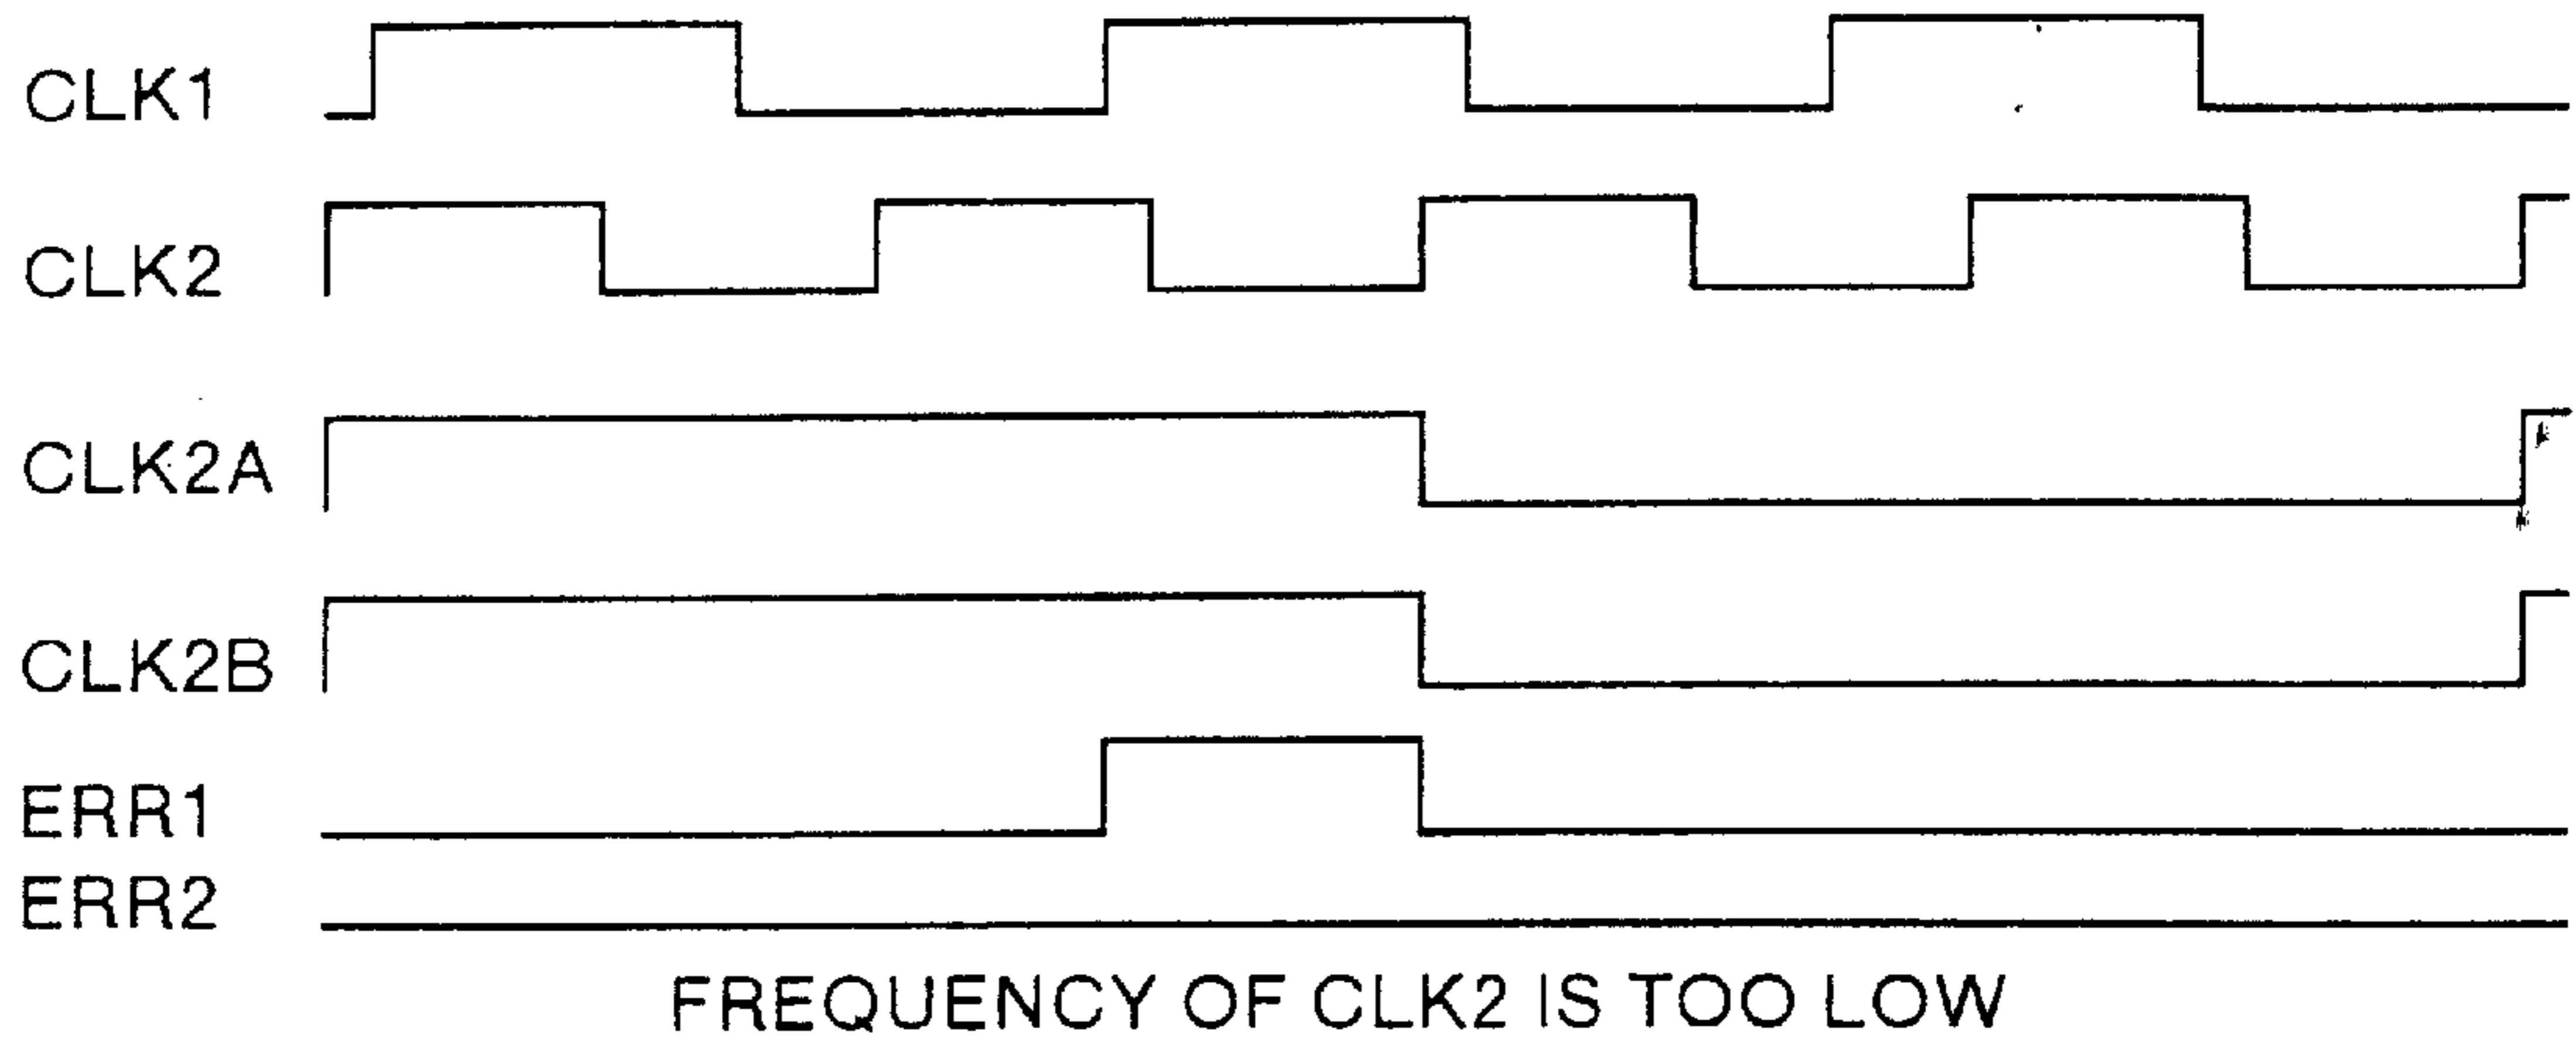 CLK1
CLK2
CLK2A
CLK2B
ERR1
ERR2
FREQUENCY OF CLK2 IS TOO LOW